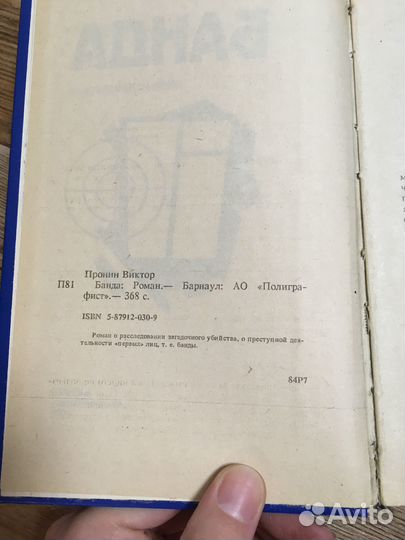 БАНДА
Пронин Виктор
П81 Банда: Роман.— Барнаул: АО «Полигра-
фист».— 368 с.
ISBN 5-87912-030-9
Роман о расследовании загадочного убийства, о преступной дея-
тельности «первых» лиц, т. е. банды.
84Р7
Avito